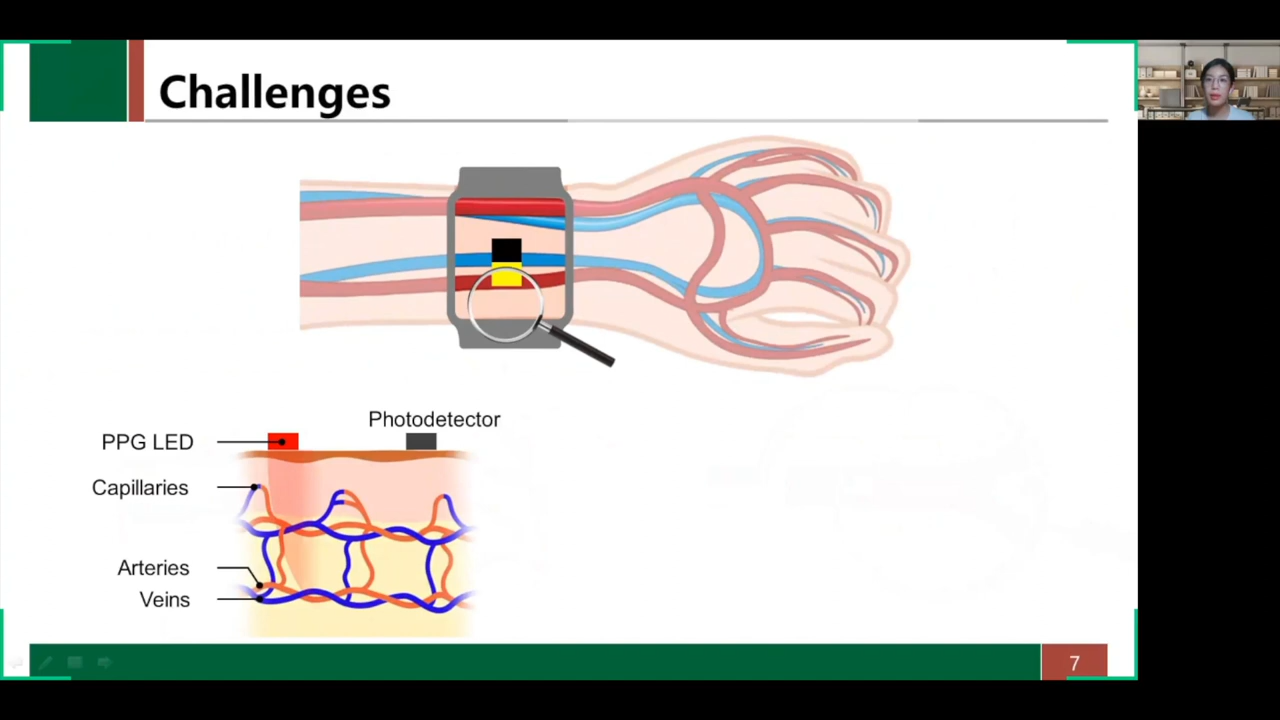 Challenges
Photodetector
PPG LED
Capillaries
Arteries
Veins
7